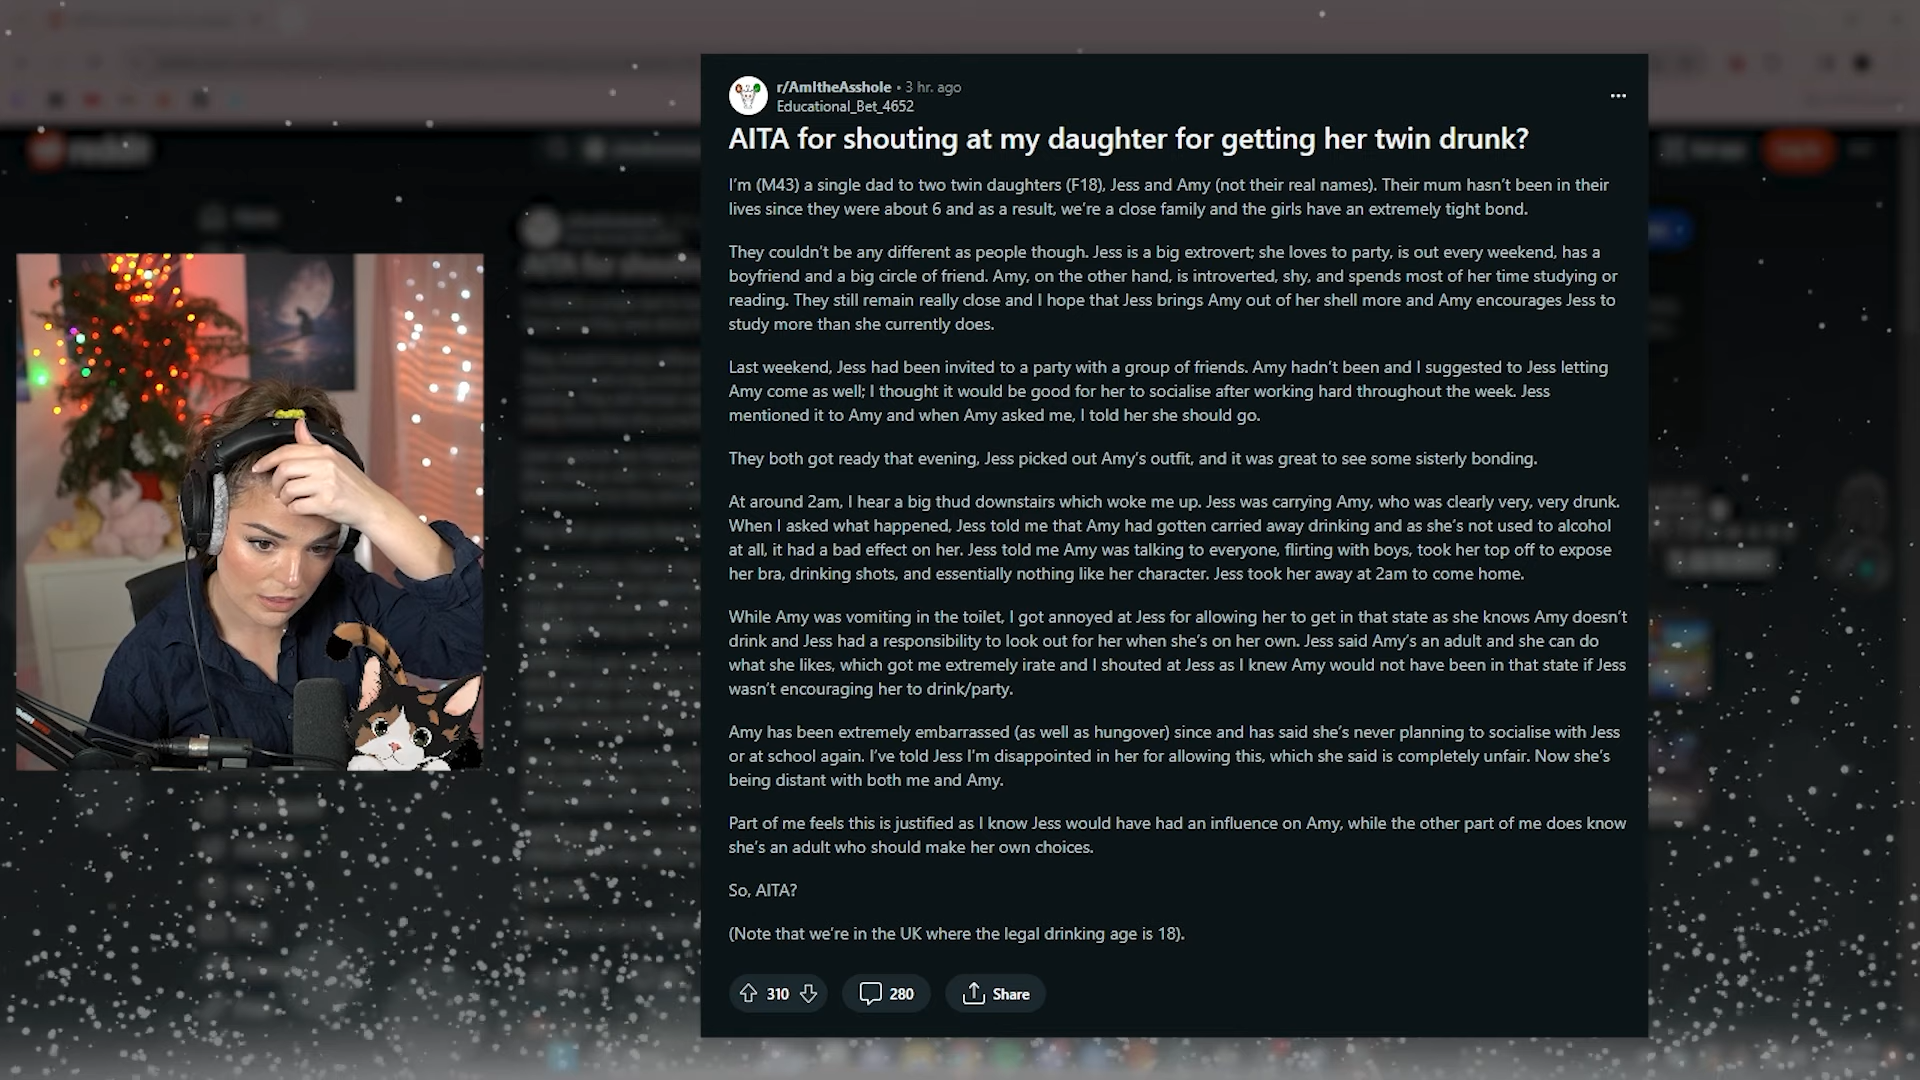 r/AmItheAsshole • 3 hr. ago
Educational_Bet_4652
AITA for shouting at my daughter for getting her twin drunk?
I'm (M43) a single dad to two twin daughters (F18), Jess and Amy (not their real names). Their mum hasn't been in their
lives since they were about 6 and as a result, we're a close family and the girls have an extremely tight bond.
They couldn't be any different as people though. Jess is a big extrovert; she loves to party, is out every weekend, has a
boyfriend and a big circle of friend. Amy, on the other hand, is introverted, shy, and spends most of her time studying or
reading. They still remain really close and I hope that Jess brings Amy out of her shell more and Amy encourages Jess to
study more than she currently does.
Last weekend, Jess had been invited to a party with a group of friends. Amy hadn't been and I suggested to Jess letting
Amy come as well; I thought it would be good for her to socialise after working hard throughout the week. Jess
mentioned it to Amy and when Amy asked me, I told her she should go.
They both got ready that evening, Jess picked out Amy's outfit, and it was great to see some sisterly bonding.
At around 2am, I hear a big thud downstairs which woke me up. Jess was carrying Amy, who was clearly very, very drunk.
When I asked what happened, Jess told me that Amy had gotten carried away drinking and as she's not used to alcohol
at all, it had a bad effect on her. Jess told me Amy was talking to everyone, flirting with boys, took her top off to expose
her bra, drinking shots, and essentially nothing like her character. Jess took her away at 2am to come home.
While Amy was vomiting in the toilet, I got annoyed at Jess for allowing her to get in that state as she knows Amy doesn't
drink and Jess had a responsibility to look out for her when she's on her own. Jess said Amy's an adult and she can do
what she likes, which got me extremely irate and I shouted at Jess as I knew Amy would not have been in that state if Jess
wasn't encouraging her to drink/party.
Amy has been extremely embarrassed (as well as hungover) since and has said she's never planning to socialise with Jess
or at school again. I've told Jess I'm disappointed in her for allowing this, which she said is completely unfair. Now she's
being distant with both me and Amy.
Part of me feels this is justified as I know Jess would have had an influence on Amy, while the other part of me does know
she's an adult who should make her own choices.
So, AITA?
(Note that we're in the UK where the legal drinking age is 18).
310
280
Share
reddit